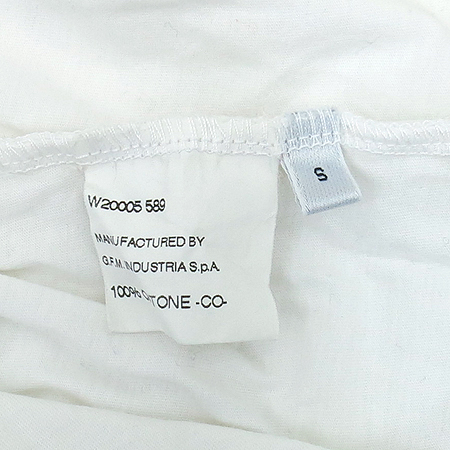 W20005 589
S
MANUFACTURED BY
G.F.M. INDUSTRIA S.p.A.
100% COTONE -CO-